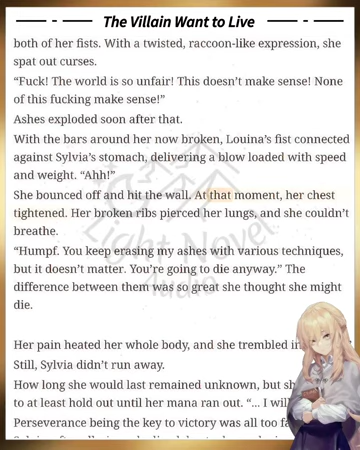 The Villain Want to Live
both of her fists. With a twisted, raccoon-like expression, she
spat out curses.
“Fuck! The world is so unfair! This doesn’t make sense! None
of this fucking make sense!”
Ashes exploded soon after that.
With the bars around her now broken, Louina’s fist connected
against Sylvia’s stomach, delivering a blow loaded with speed
and weight. “Ahh!”
She bounced off and hit the wall. At that moment, her chest
tightened. Her broken ribs pierced her lungs, and she couldn’t
breathe.
“Humpf. You keep erasing my ashes with various techniques,
but it doesn’t matter. You’re going to die anyway.” The
difference between them was so great she thought she might
die.
Her pain heated her whole body, and she trembled
Still, Sylvia didn’t run away.
How long she would last remained unknown, but
to at least hold out until her mana ran out. “... I
Perseverance being the key to victory was all too
Light Novel
Audio